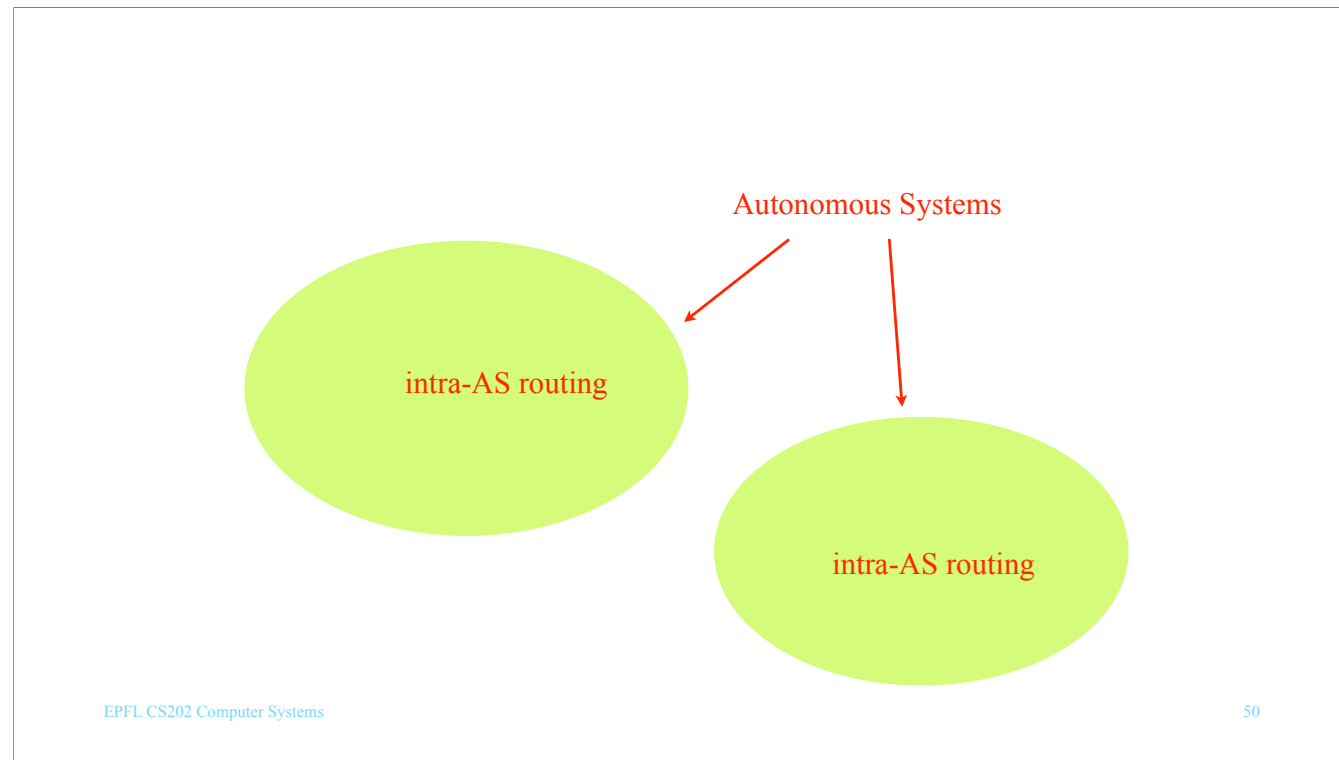 Autonomous Systems
intra-AS routing
intra-AS routing
EPFL CS202 Computer Systems
50